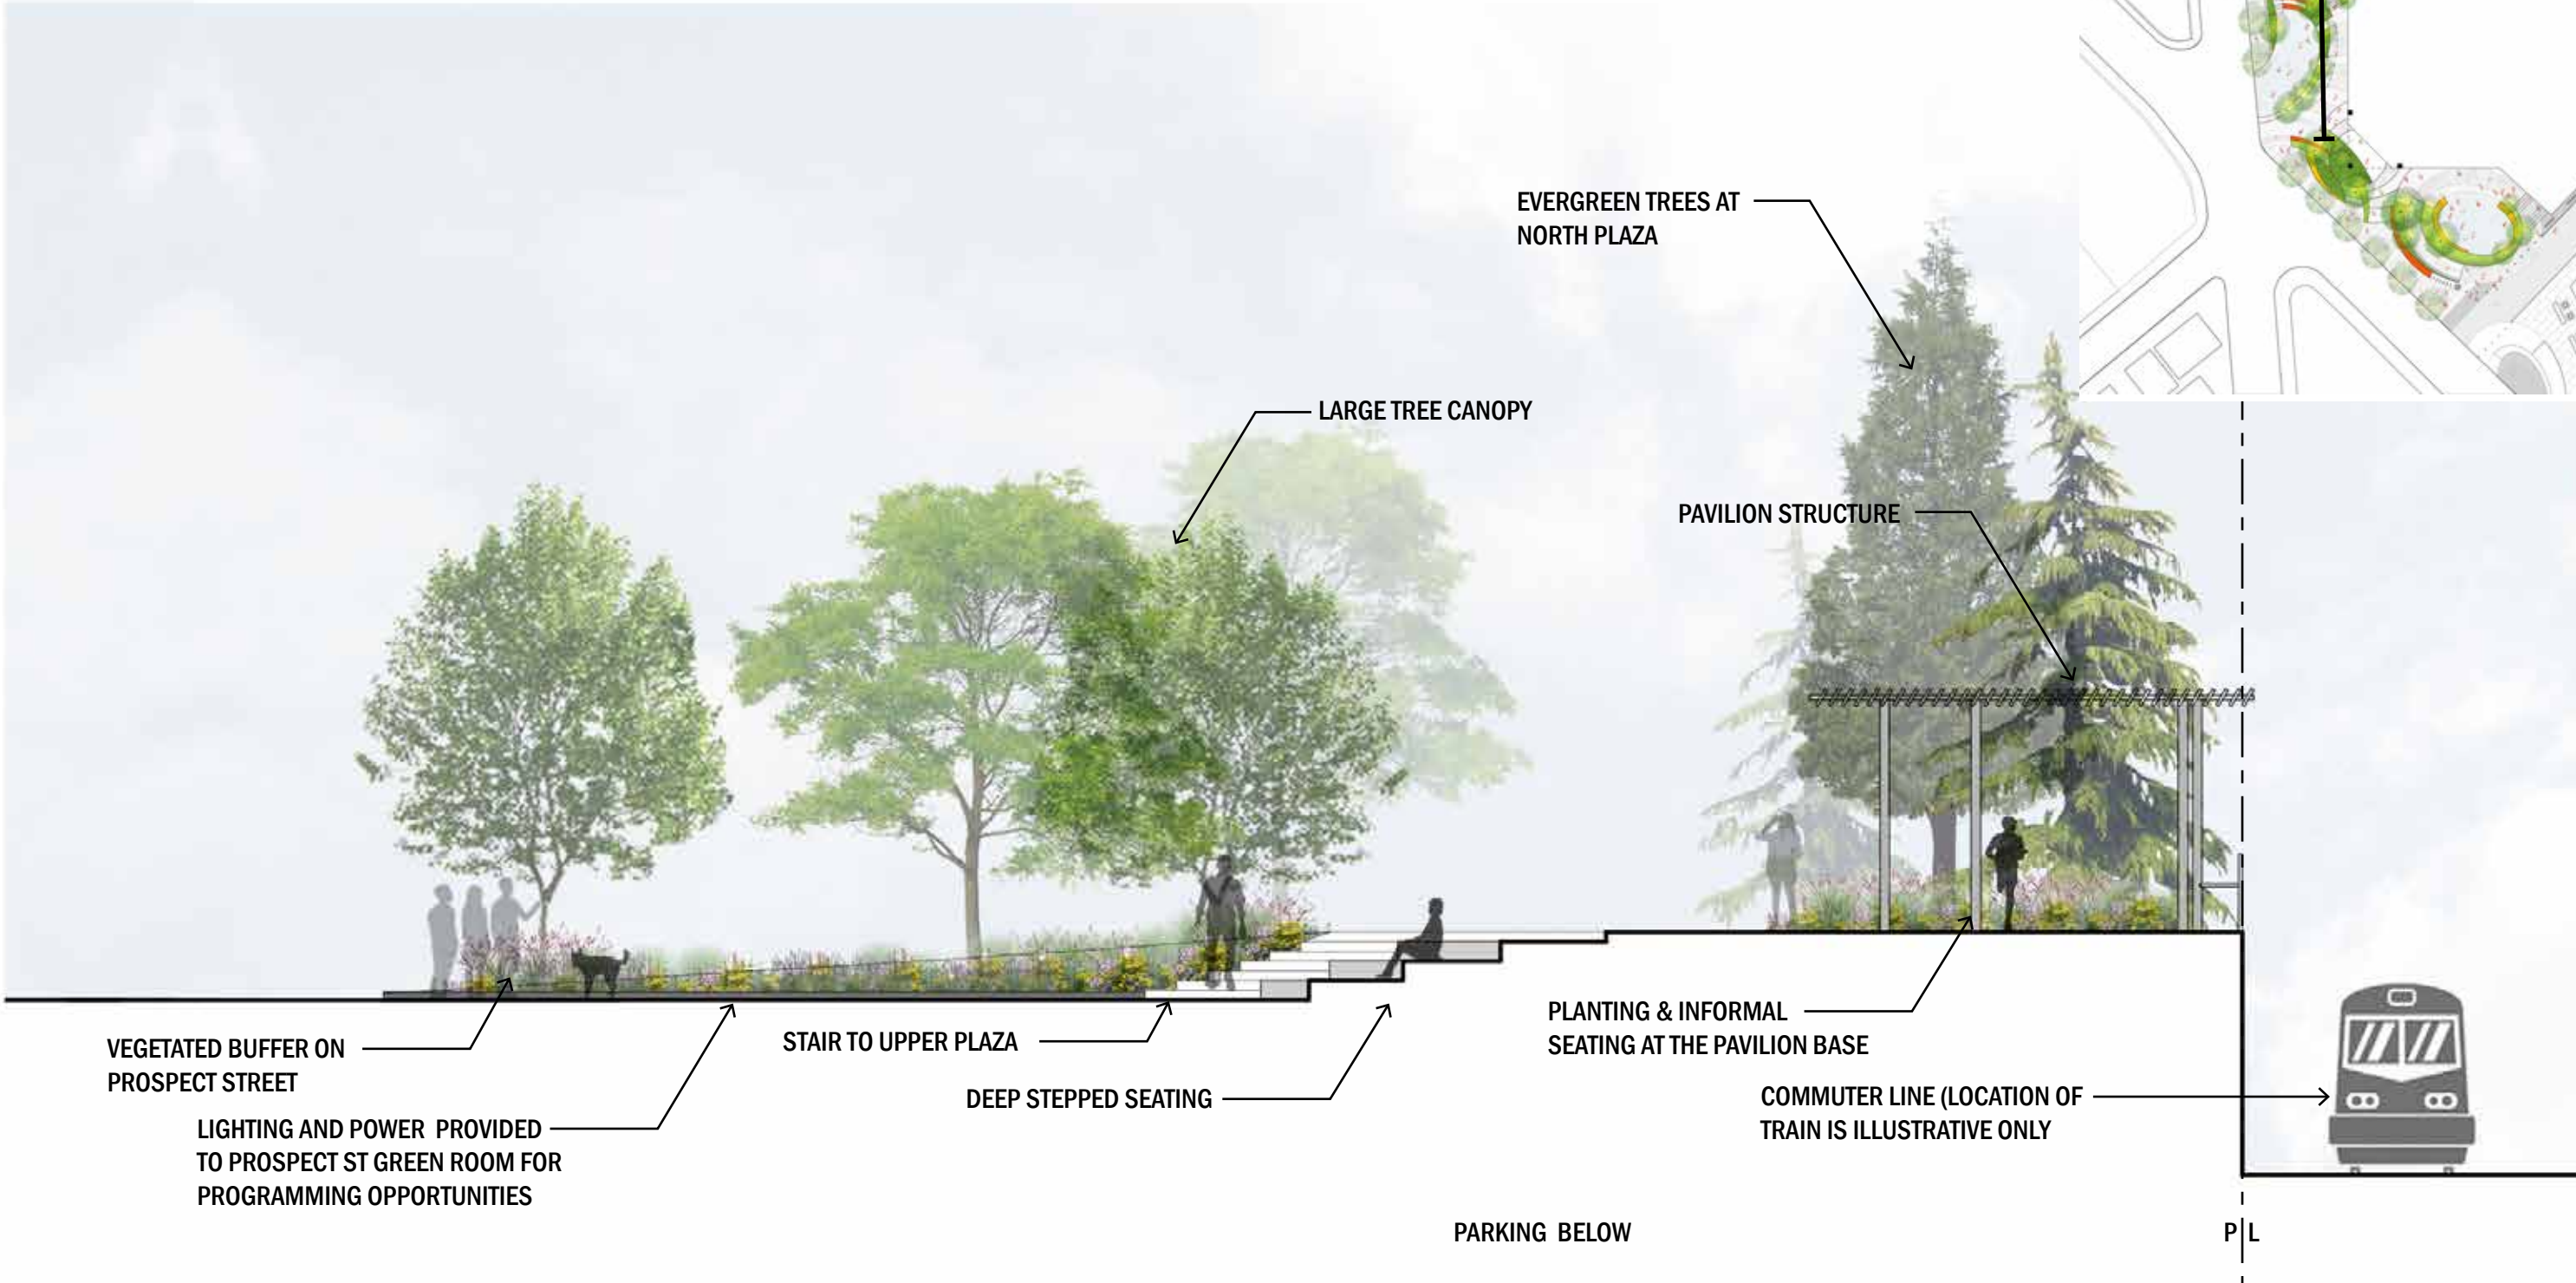 EVERGREEN TREES AT
NORTH PLAZA
LARGE TREE CANOPY
PAVILION STRUCTURE
VEGETATED BUFFER ON
PROSPECT STREET
LIGHTING AND POWER PROVIDED
TO PROSPECT ST GREEN ROOM FOR
PROGRAMMING OPPORTUNITIES
STAIR TO UPPER PLAZA
DEEP STEPPED SEATING
PLANTING & INFORMAL
SEATING AT THE PAVILION BASE
COMMUTER LINE (LOCATION OF
TRAIN IS ILLUSTRATIVE ONLY
PARKING BELOW
P L